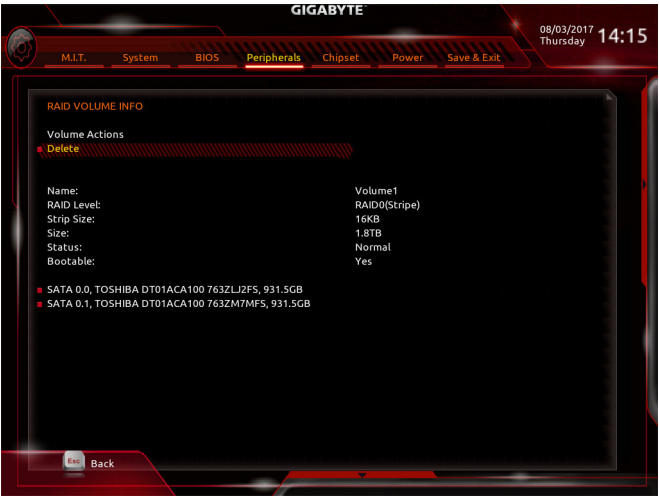 GIGABYTE
08/03/2017 Thursday 14:15
M.I.T. System BIOS Peripherals Chipset Power Save & Exit
RAID VOLUME INFO
Volume Actions
Delete
Name: Volume1
RAID Level: RAID0(Stripe)
Strip Size: 16KB
Size: 1.8TB
Status: Normal
Bootable: Yes
SATA 0.0, TOSHIBA DT01ACA100 763ZLJ2FS, 931.5GB
SATA 0.1, TOSHIBA DT01ACA100 763ZM7MFS, 931.5GB
Esc Back